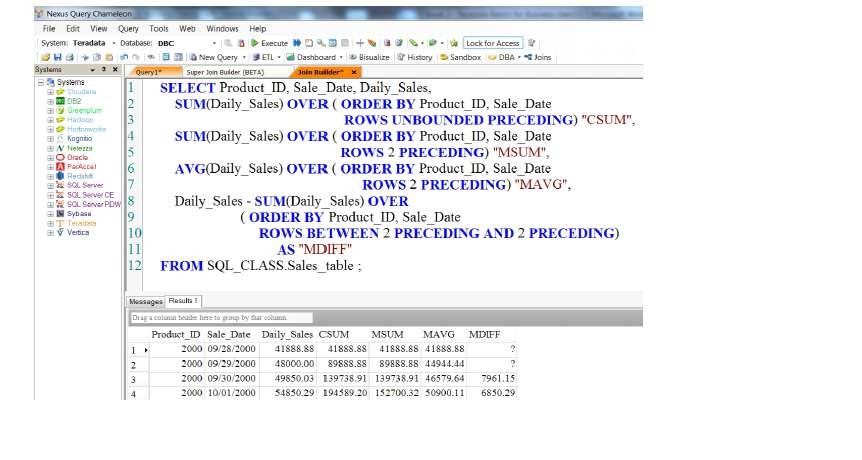 Nexus Query Chameleon
File Edit View Query Tools Web Windows Help
System: Teradata Database: DBC Execute Lock for Access
New Query ETL Dashboard Bisualize History Sandbox DBA Joins
Systems Query1* Super Join Builder (BETA) Join Builder*
Systems
Cloudera
DB2
Greenplum
Hadoop
Hortonworks
Kognitio
Netezza
Oracle
ParAccel
Redshift
SQL Server
SQL Server CE
SQL Server PDW
Sybase
Teradata
Vertica
1 SELECT Product_ID, Sale_Date, Daily_Sales,
2 SUM(Daily_Sales) OVER ( ORDER BY Product_ID, Sale_Date
3 ROWS UNBOUNDED PRECEDING) "CSUM",
4 SUM(Daily_Sales) OVER ( ORDER BY Product_ID, Sale_Date
5 ROWS 2 PRECEDING) "MSUM",
6 AVG(Daily_Sales) OVER ( ORDER BY Product_ID, Sale_Date
7 ROWS 2 PRECEDING) "MAVG",
8 Daily_Sales - SUM(Daily_Sales) OVER
9 ( ORDER BY Product_ID, Sale_Date
10 ROWS BETWEEN 2 PRECEDING AND 2 PRECEDING)
11 AS "MDIFF"
12 FROM SQL_CLASS.Sales_table ;
Messages Results 1
Drag a column header here to group by that column
Product_ID Sale_Date Daily_Sales CSUM MSUM MAVG MDIFF
1 2000 09/28/2000 41888.88 41888.88 41888.88 41888.88 ?
2 2000 09/29/2000 48000.00 89888.88 89888.88 44944.44 ?
3 2000 09/30/2000 49850.03 139738.91 139738.91 46579.64 7961.15
4 2000 10/01/2000 54850.29 194589.20 152700.32 50900.11 6850.29